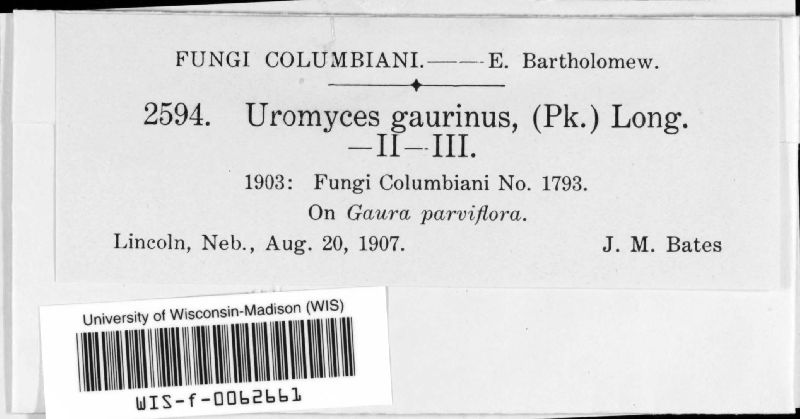 FUNGI COLUMBIANI.——E. Bartholomew.
2594. Uromyces gaurinus, (Pk.) Long.
—II—III.
1903: Fungi Columbiani No. 1793.
On Gaura parviflora.
Lincoln, Neb., Aug. 20, 1907. J. M. Bates
University of Wisconsin-Madison (WIS)
WIS-f-0062661